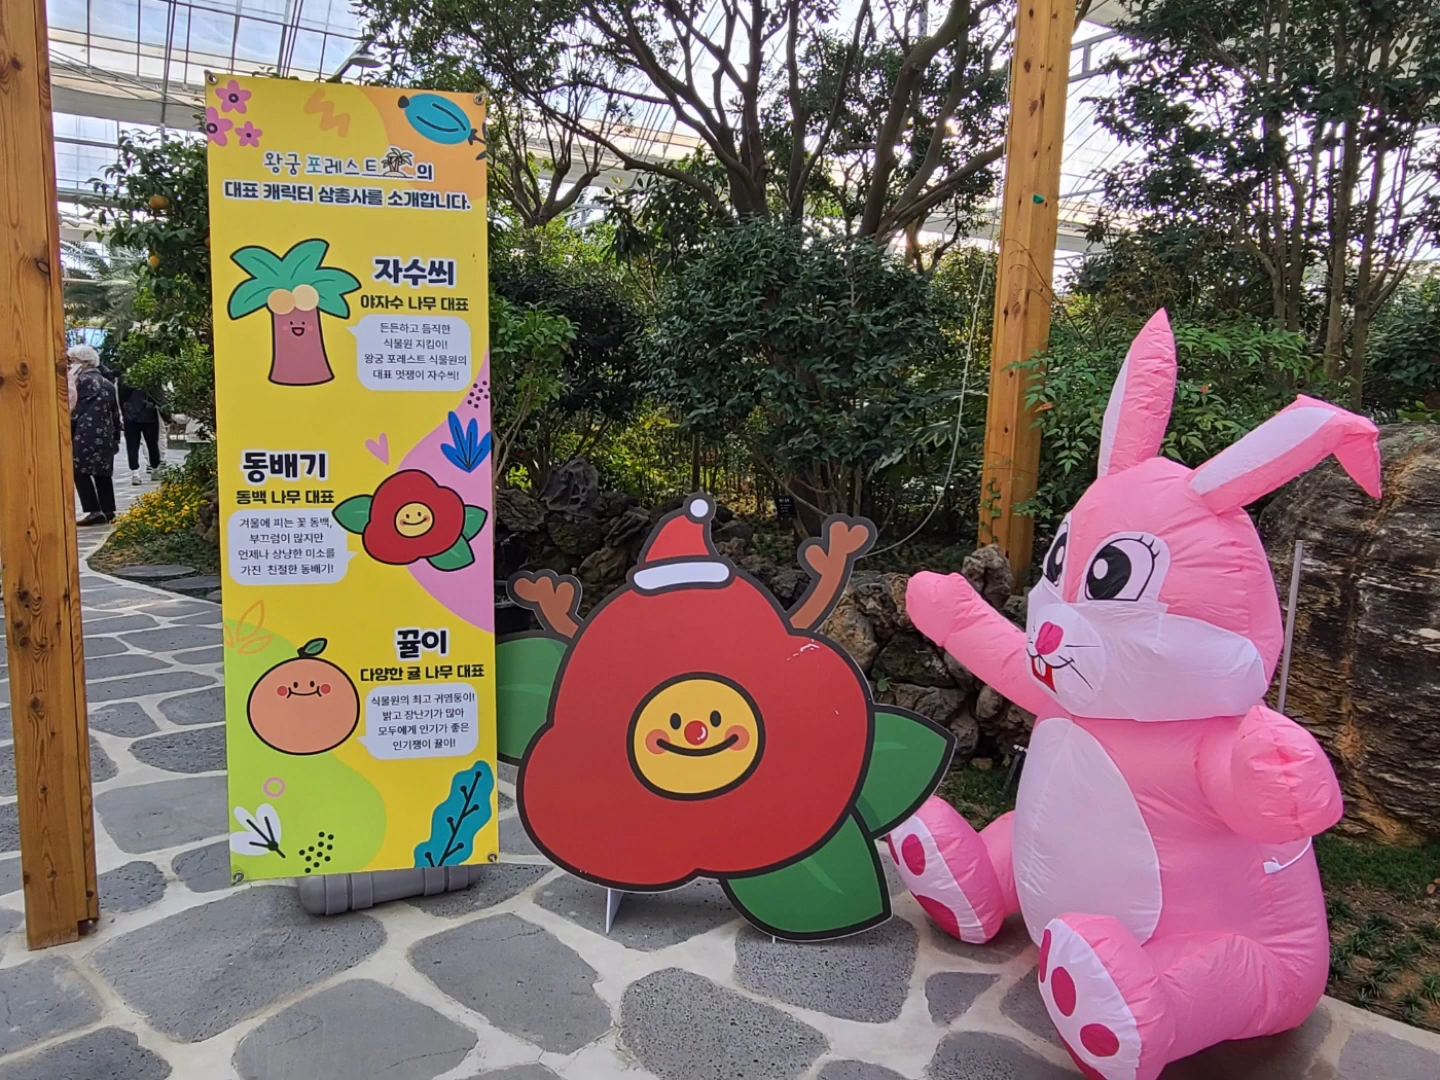 왕궁포레스트의
대표 캐릭터 삼총사를 소개합니다.
자수씨
야자수 나무 대표
든든하고 듬직한
식물원 지킴이!
왕궁 포레스트 식물원의
대표 멋쟁이 자수씨!
동배기
동백 나무 대표
겨울에 피는 꽃 동백,
부끄럼이 많지만
언제나 상냥한 미소를
가진 친절한 동배기!
귤이
다양한 귤 나무 대표
식물원의 최고 귀염둥이!
밝고 장난기가 많아
모두에게 인기가 좋은
인기쟁이 귤이!